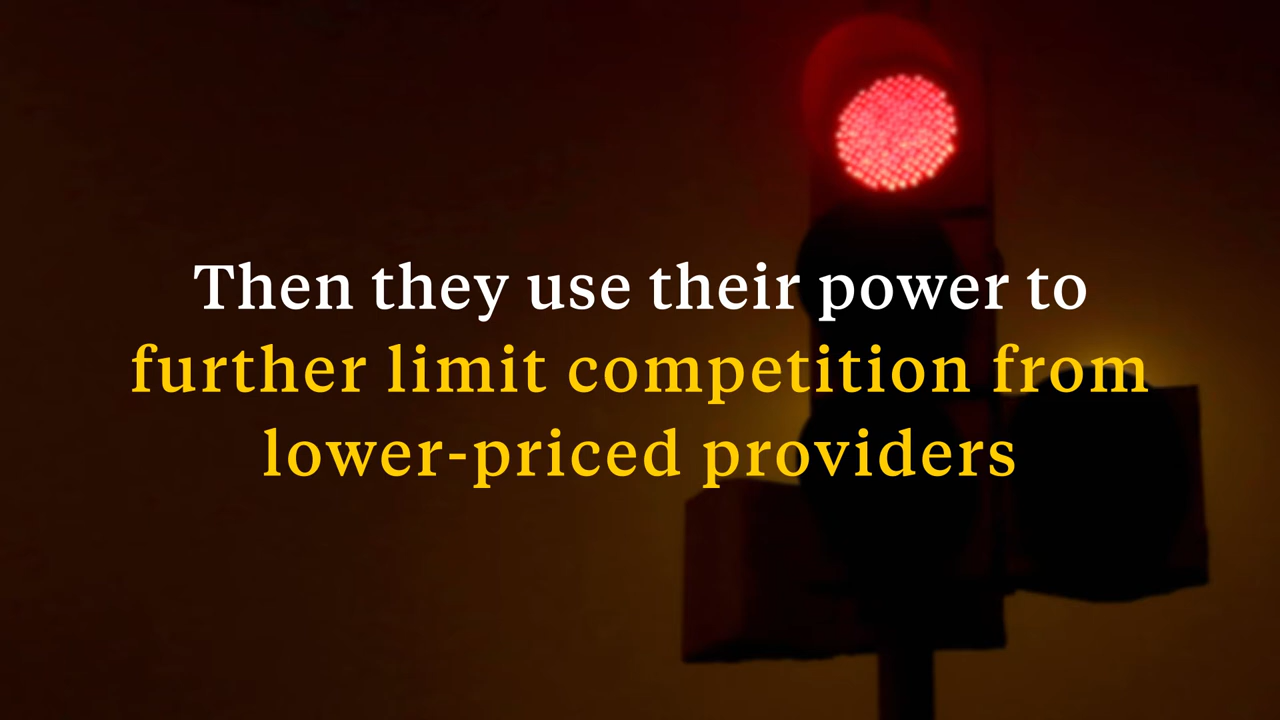 Then they use their power to
further limit competition from
lower-priced providers